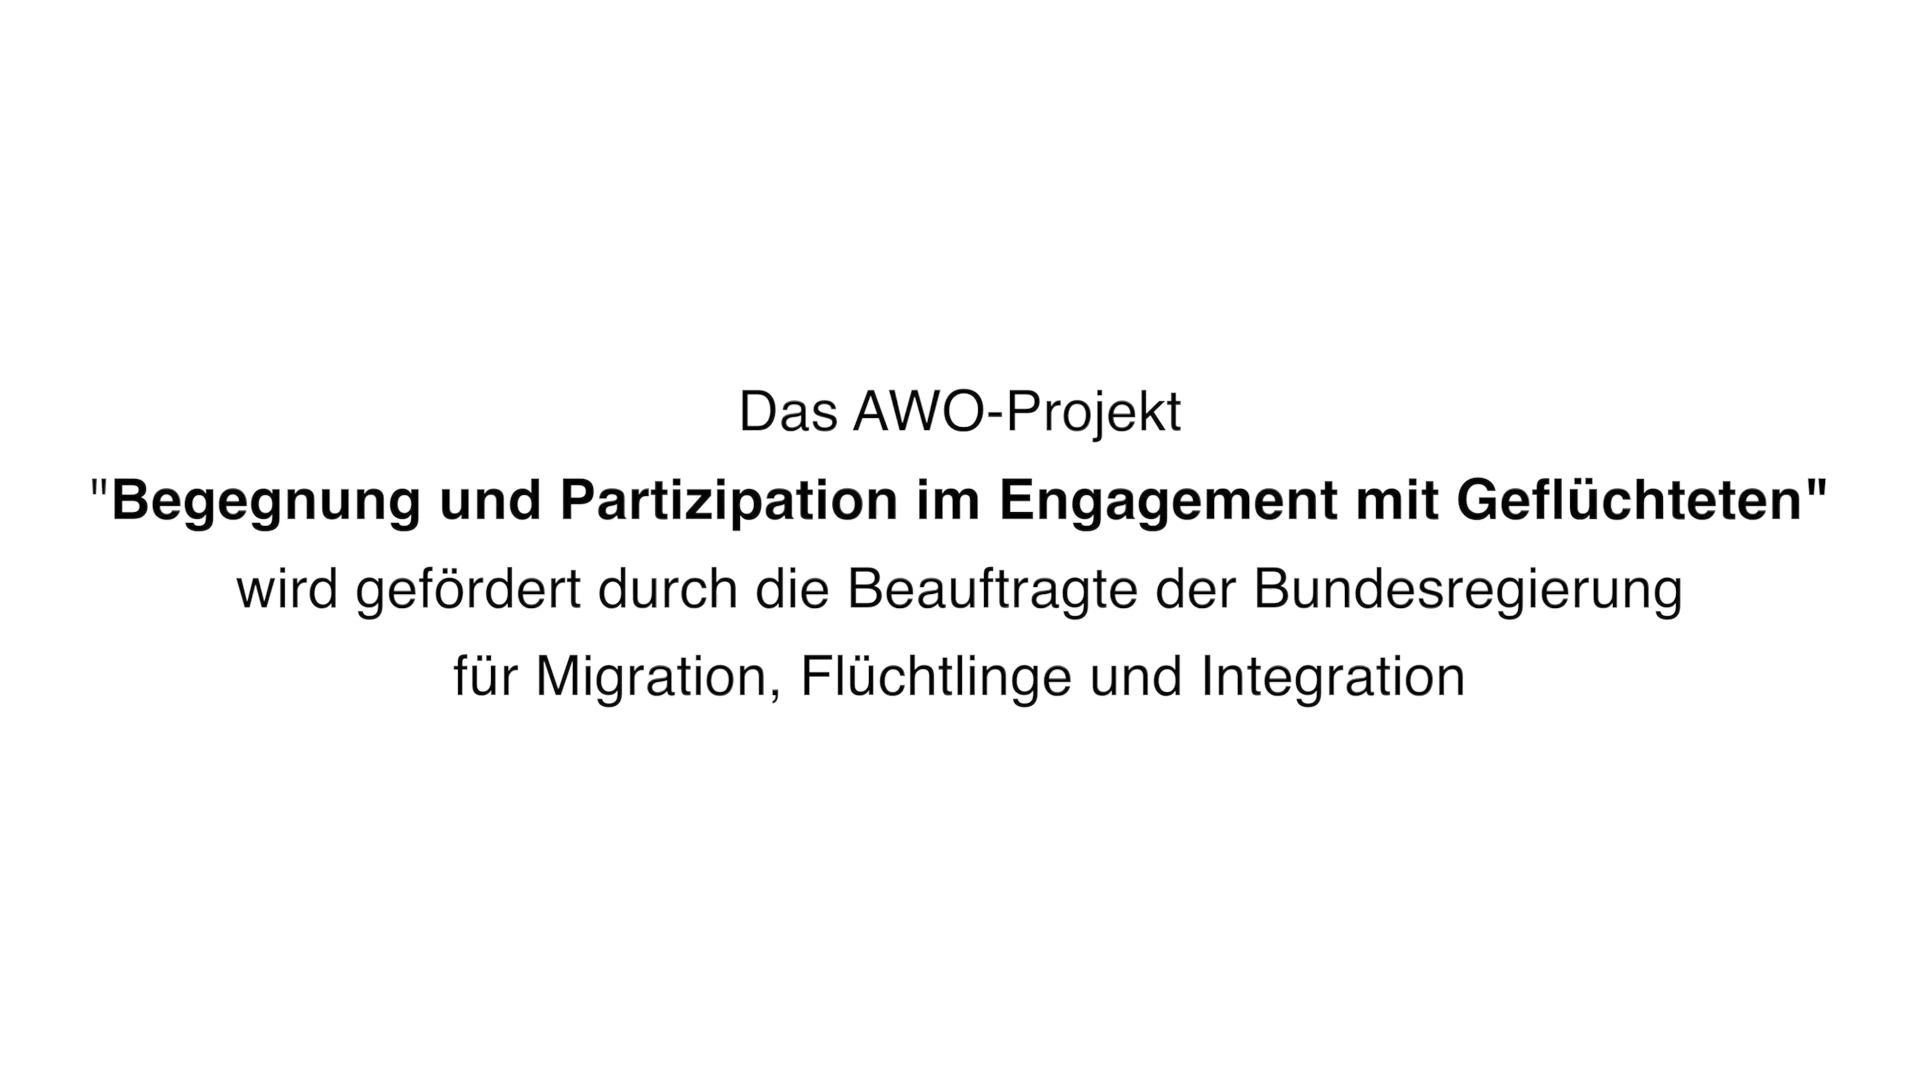 Das AWO-Projekt
"Begegnung und Partizipation im Engagement mit Geflüchteten"
wird gefördert durch die Beauftragte der Bundesregierung
für Migration, Flüchtlinge und Integration